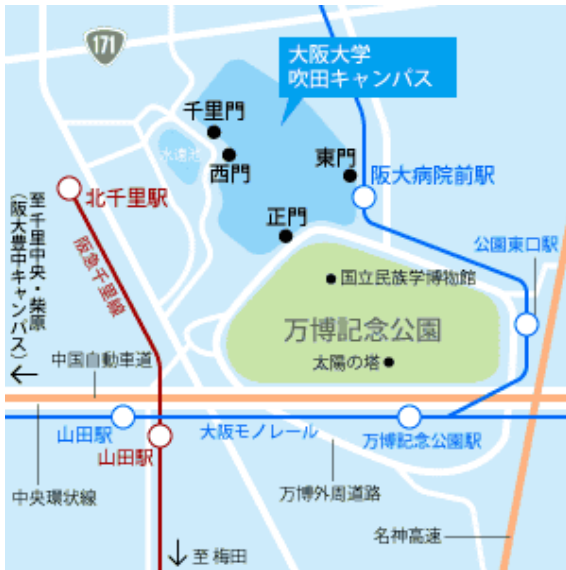 171
大阪大学
吹田キャンパス
千里門
水遠池
西門
東門
阪大病院前駅
北千里駅
正門
公園東口駅
至千里中央・柴原
(阪大豊中キャンパス)
阪急千里線
国立民族学博物館
万博記念公園
太陽の塔
中国自動車道
山田駅
山田駅
大阪モノレール
万博記念公園駅
中央環状線
万博外周道路
名神高速
至 梅田